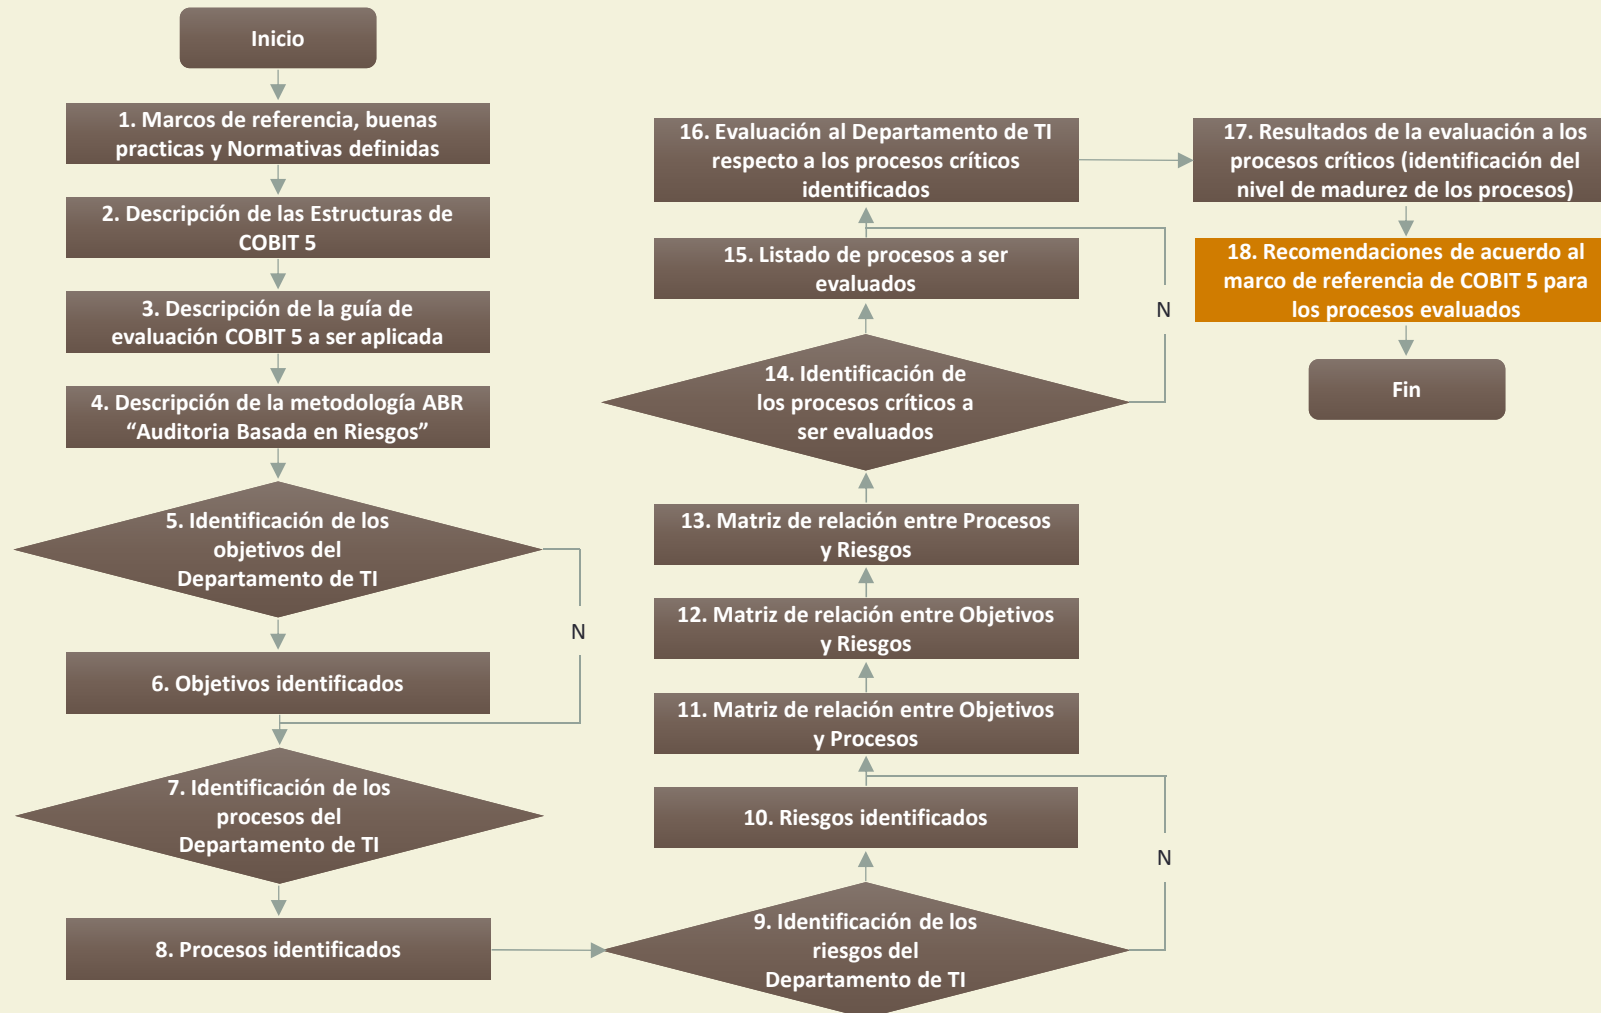 Inicio
1. Marcos de referencia, buenas
practicas y Normativas definidas
2. Descripción de las Estructuras de
COBIT 5
3. Descripción de la guía de
evaluación COBIT 5 a ser aplicada
4. Descripción de la metodología ABR
“Auditoria Basada en Riesgos”
5. Identificación de los
objetivos del
Departamento de TI
N
6. Objetivos identificados
7. Identificación de los
procesos del
Departamento de TI
8. Procesos identificados
9. Identificación de los
riesgos del
Departamento de TI
N
10. Riesgos identificados
11. Matriz de relación entre Objetivos
y Procesos
12. Matriz de relación entre Objetivos
y Riesgos
13. Matriz de relación entre Procesos
y Riesgos
14. Identificación de
los procesos críticos a
ser evaluados
N
15. Listado de procesos a ser
evaluados
16. Evaluación al Departamento de TI
respecto a los procesos críticos
identificados
17. Resultados de la evaluación a los
procesos críticos (identificación del
nivel de madurez de los procesos)
18. Recomendaciones de acuerdo al
marco de referencia de COBIT 5 para
los procesos evaluados
Fin